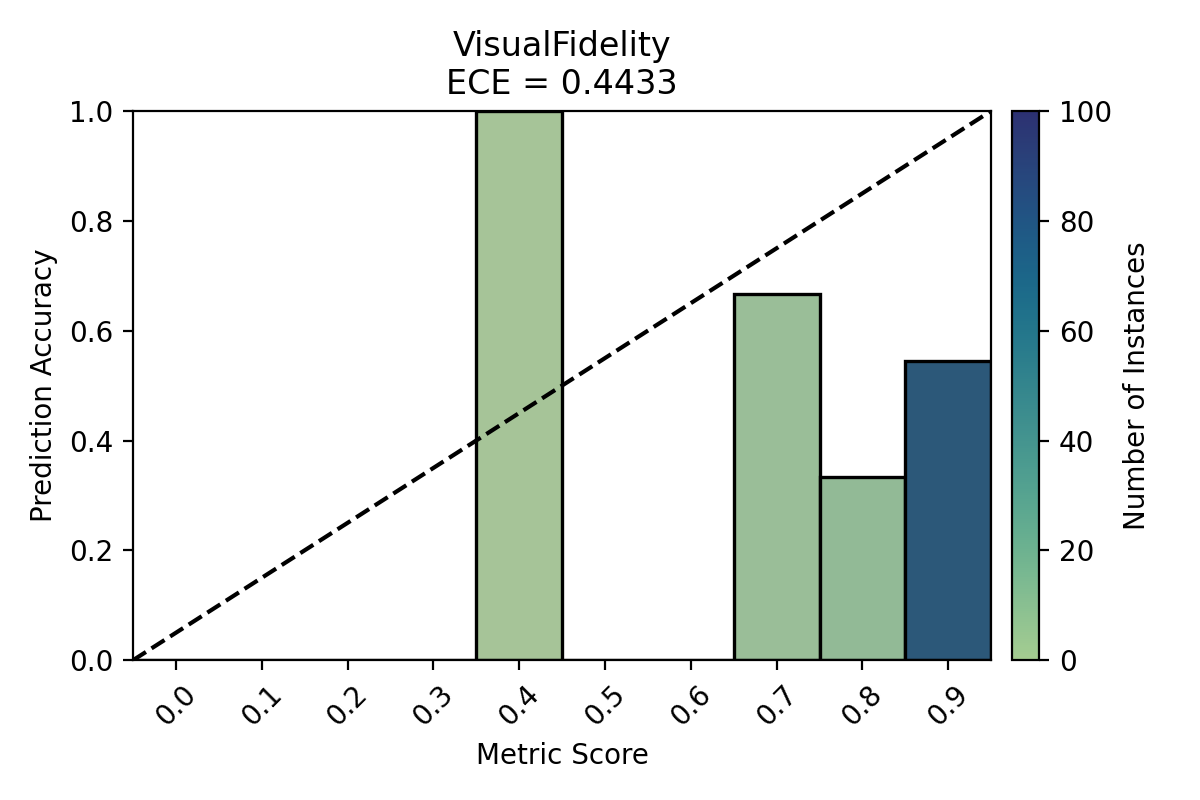 VisualFidelity
ECE = 0.4433
1.0
0.8
0.6
0.4
0.2
0.0
Prediction Accuracy
0.0 0.1 0.2 0.3 0.4 0.5 0.6 0.7 0.8 0.9
Metric Score
100
80
60
40
20
0
Number of Instances